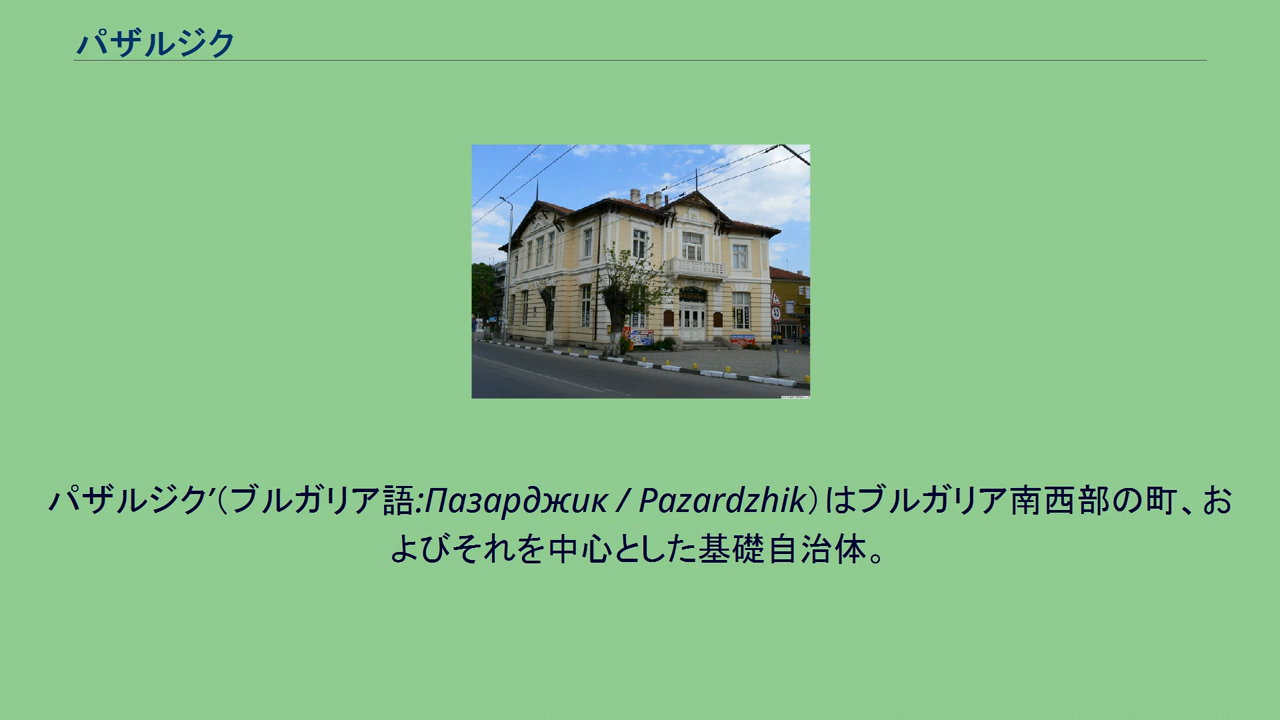 パザルジク
パザルジク′（ブルガリア語:Пазарджик / Pazardzhik）はブルガリア南西部の町、お
よびそれを中心とした基礎自治体。